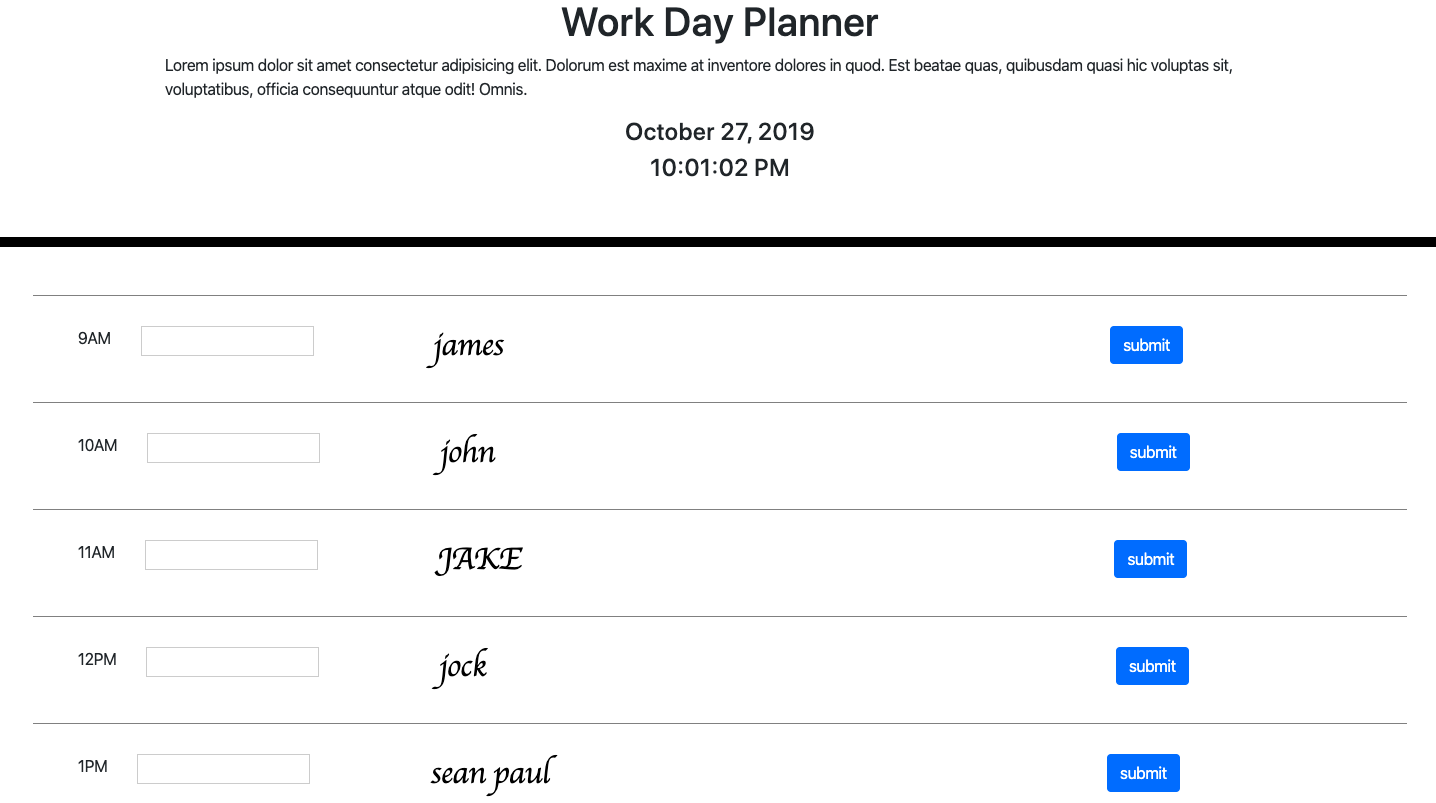 Work Day Planner
Lorem ipsum dolor sit amet consectetur adipisicing elit. Dolorum est maxime at inventore dolores in quod. Est beatae quas, quibusdam quasi hic voluptas sit,
voluptatibus, officia consequuntur atque odit! Omnis.
October 27, 2019
10:01:02 PM
9AM james submit
10AM john submit
11AM JAKE submit
12PM jock submit
1PM sean paul submit